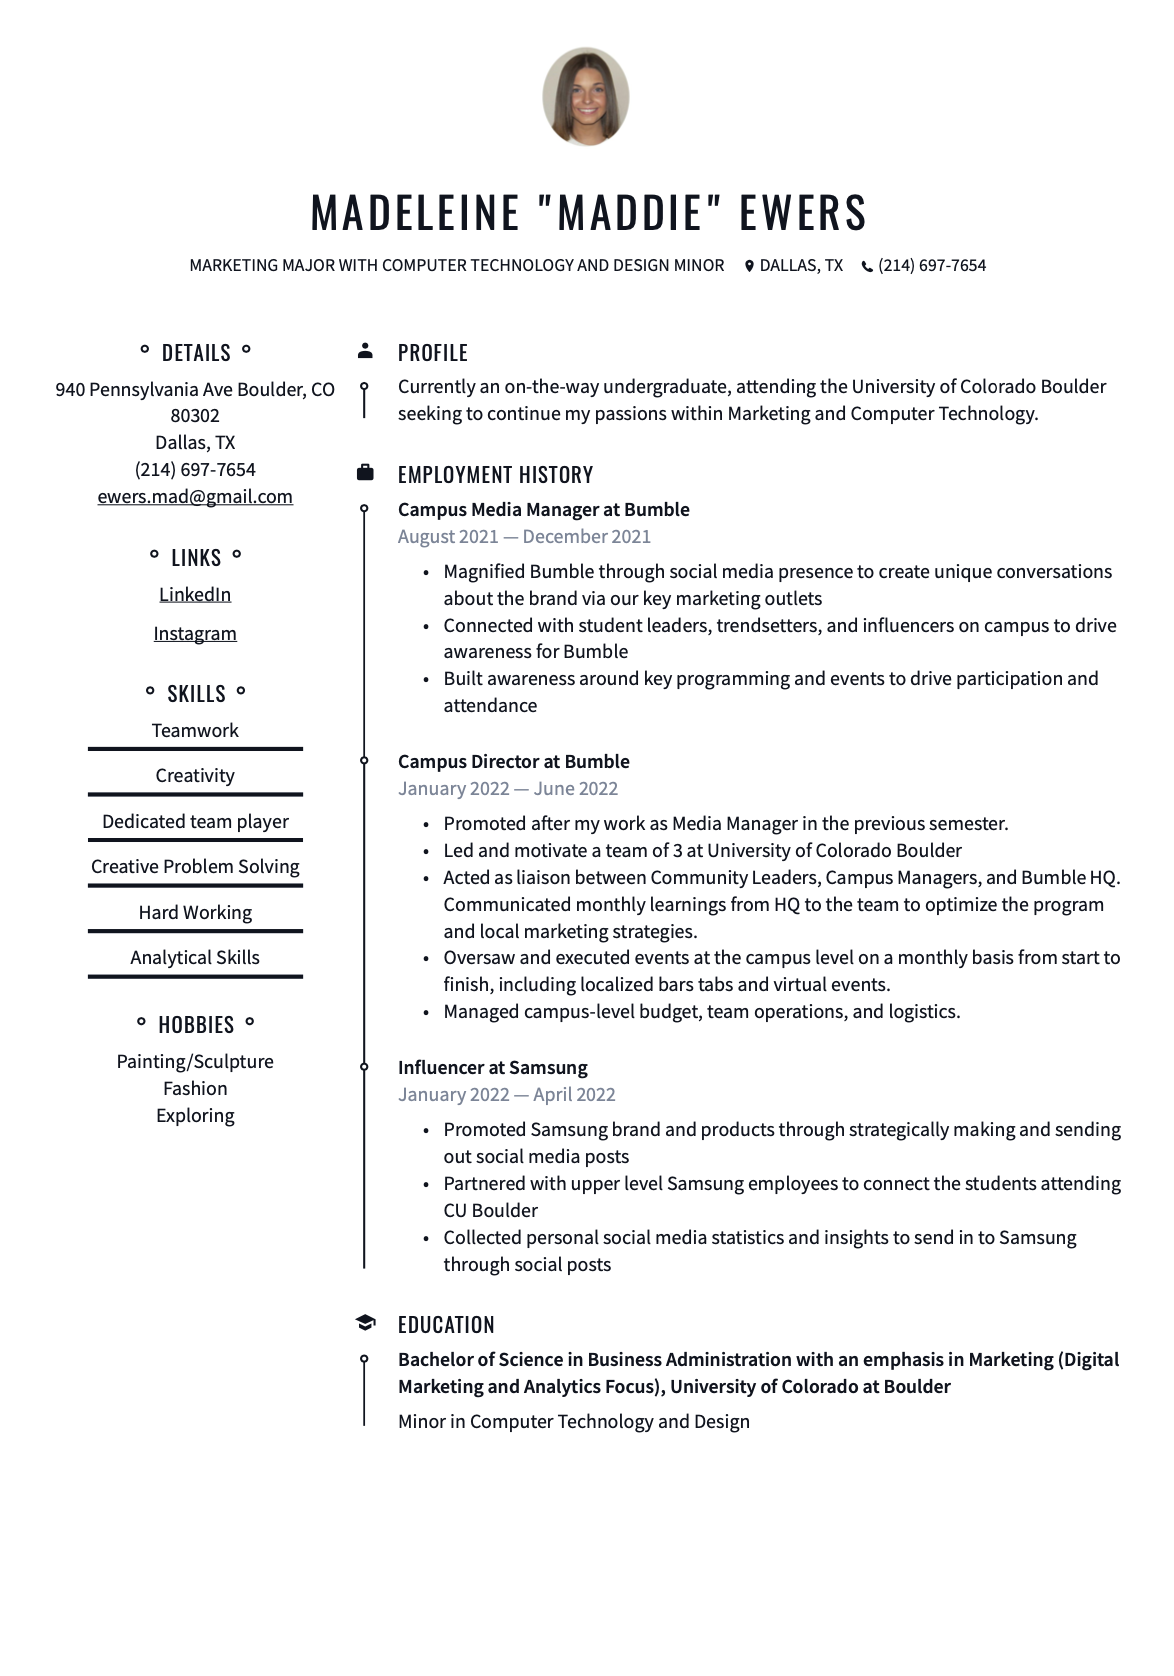 MADELEINE "MADDIE" EWERS
MARKETING MAJOR WITH COMPUTER TECHNOLOGY AND DESIGN MINOR DALLAS, TX (214) 697-7654
DETAILS
940 Pennsylvania Ave Boulder, CO
80302
Dallas, TX
(214) 697-7654
ewers.mad@gmail.com
LINKS
LinkedIn
Instagram
SKILLS
Teamwork
Creativity
Dedicated team player
Creative Problem Solving
Hard Working
Analytical Skills
HOBBIES
Painting/Sculpture
Fashion
Exploring
PROFILE
Currently an on-the-way undergraduate, attending the University of Colorado Boulder
seeking to continue my passions within Marketing and Computer Technology.
EMPLOYMENT HISTORY
Campus Media Manager at Bumble
August 2021 — December 2021
• Magnified Bumble through social media presence to create unique conversations
about the brand via our key marketing outlets
• Connected with student leaders, trendsetters, and influencers on campus to drive
awareness for Bumble
• Built awareness around key programming and events to drive participation and
attendance
Campus Director at Bumble
January 2022 — June 2022
• Promoted after my work as Media Manager in the previous semester.
• Led and motivate a team of 3 at University of Colorado Boulder
• Acted as liaison between Community Leaders, Campus Managers, and Bumble HQ.
Communicated monthly learnings from HQ to the team to optimize the program
and local marketing strategies.
• Oversaw and executed events at the campus level on a monthly basis from start to
finish, including localized bars tabs and virtual events.
• Managed campus-level budget, team operations, and logistics.
Influencer at Samsung
January 2022 — April 2022
• Promoted Samsung brand and products through strategically making and sending
out social media posts
• Partnered with upper level Samsung employees to connect the students attending
CU Boulder
• Collected personal social media statistics and insights to send in to Samsung
through social posts
EDUCATION
Bachelor of Science in Business Administration with an emphasis in Marketing (Digital
Marketing and Analytics Focus), University of Colorado at Boulder
Minor in Computer Technology and Design